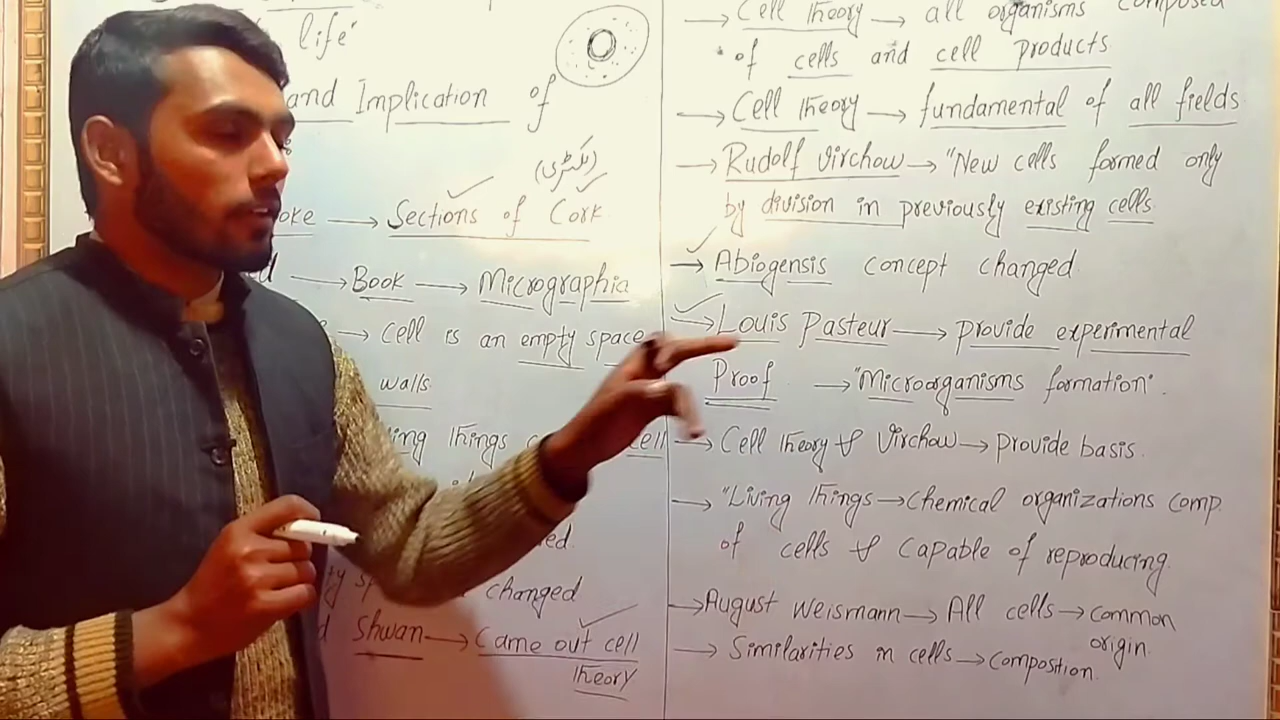 life"
and Implication of
(بکٹری)
oke → Sections of Cork
→ Book → Micrographia
→ Cell is an empty space
walls
ing things cell
ed
changed
Shwan → Came out cell
Theory
→ Cell Theory → all organisms composed
of cells and cell products
→ Cell Theory → fundamental of all fields
→ Rudolf Virchow → "New cells formed only
by division in previously existing cells
→ Abiogensis concept changed
→ Louis Pasteur → provide experimental
Proof → "Microorganisms formation".
→ Cell Theory & Virchow → provide basis.
→ "Living Things → Chemical organizations comp.
of cells & Capable of reproducing.
→ August Weismann → All cells → common
origin.
→ Similarities in cells → Compostion.